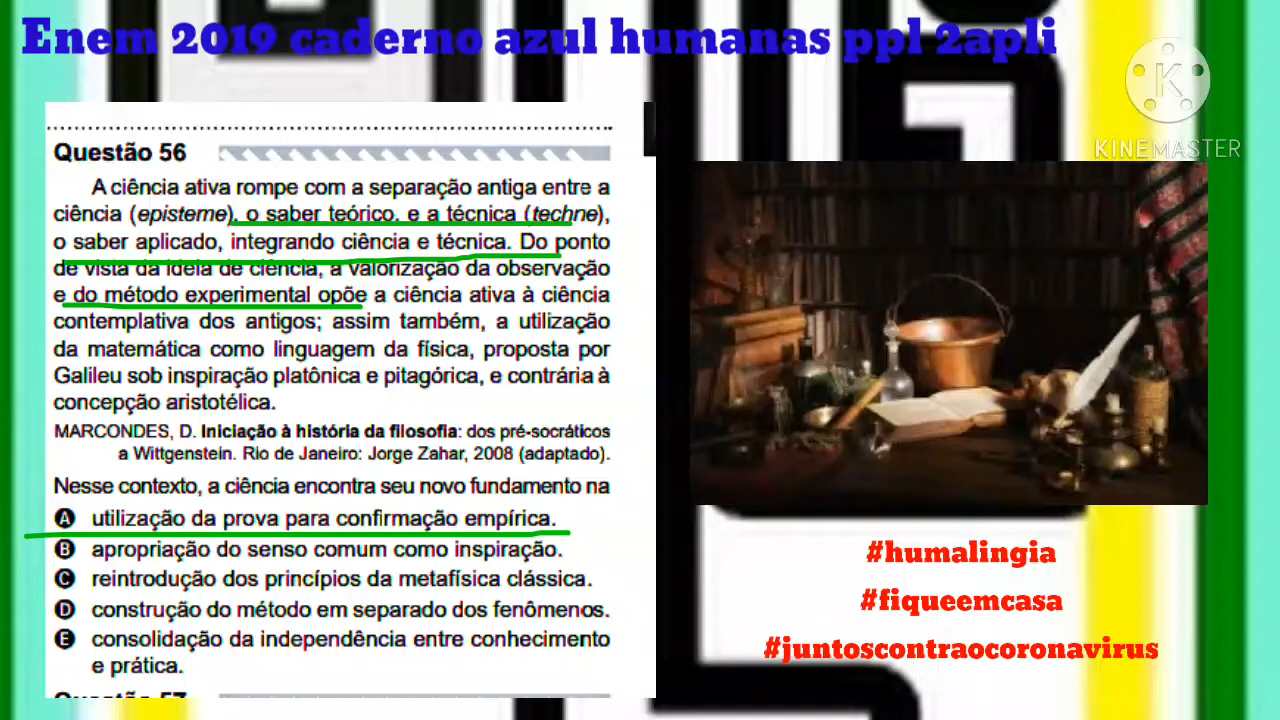 Enem 2019 caderno azul humanas ppl 2apli
K
KINEMASTER
Questão 56
A ciência ativa rompe com a separação antiga entre a
ciência (episteme), o saber teórico, e a técnica (techne),
o saber aplicado, integrando ciência e técnica. Do ponto
de vista da ideia de ciência, a valorização da observação
e do método experimental opõe a ciência ativa à ciência
contemplativa dos antigos; assim também, a utilização
da matemática como linguagem da física, proposta por
Galileu sob inspiração platônica e pitagórica, e contrária à
concepção aristotélica.
MARCONDES, D. Iniciação à história da filosofia: dos pré-socráticos
a Wittgenstein. Rio de Janeiro: Jorge Zahar, 2008 (adaptado).
Nesse contexto, a ciência encontra seu novo fundamento na
A utilização da prova para confirmação empírica.
B apropriação do senso comum como inspiração.
C reintrodução dos princípios da metafísica clássica.
D construção do método em separado dos fenômenos.
E consolidação da independência entre conhecimento
e prática.
Questão 57
#humalingia
#fiqueemcasa
#juntoscontraocoronavirus